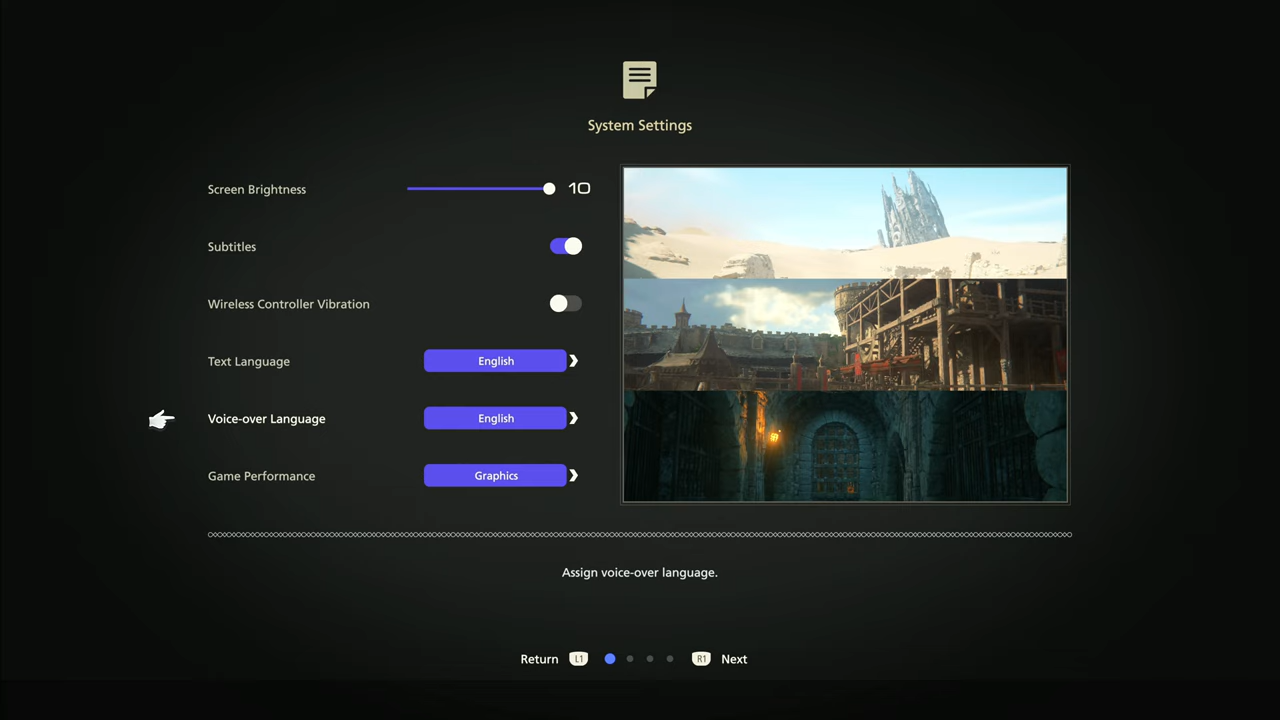 System Settings
Screen Brightness 10
Subtitles
Wireless Controller Vibration
Text Language English
Voice-over Language English
Game Performance Graphics
Assign voice-over language.
Return L1 R1 Next